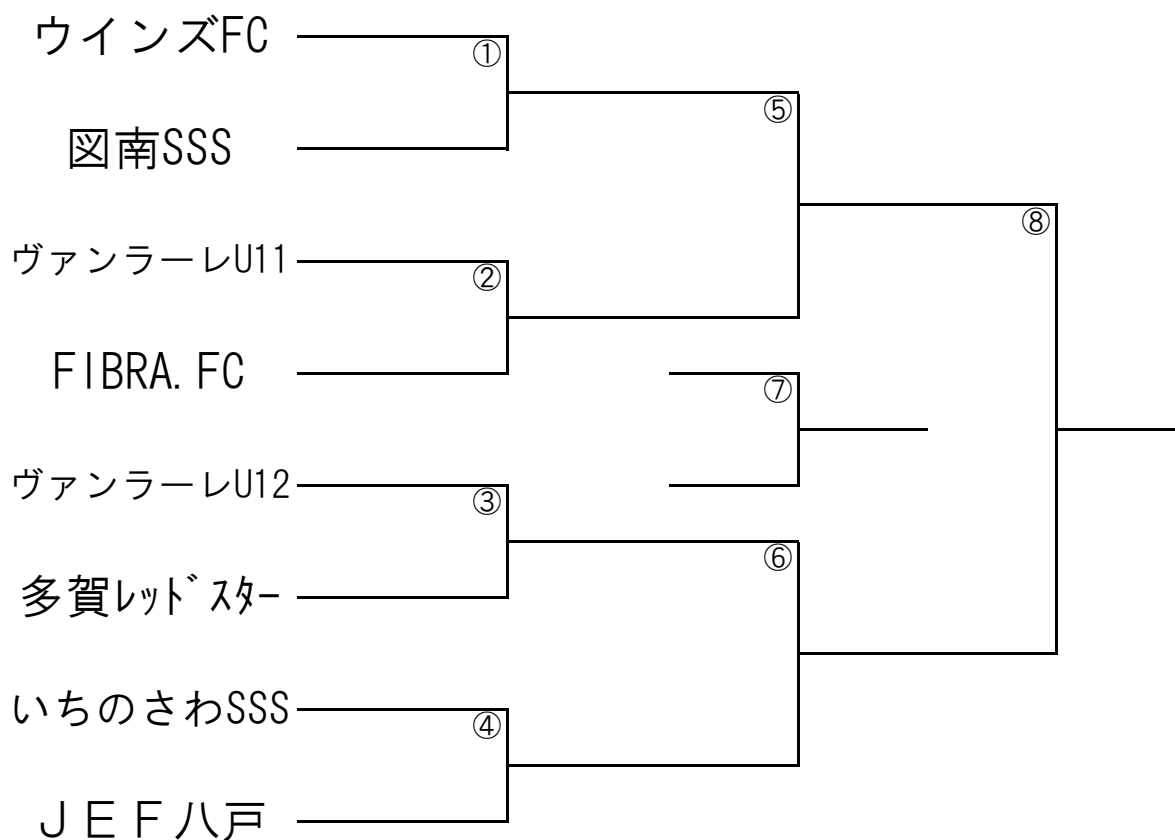 ウインズFC
①
⑤
図南SSS
⑧
ヴァンラーレU11
②
FIBRA.FC
⑦
ヴァンラーレU12
③
⑥
多賀ﾚｯﾄﾞｽﾀｰ
いちのさわSSS
④
ＪＥＦ八戸